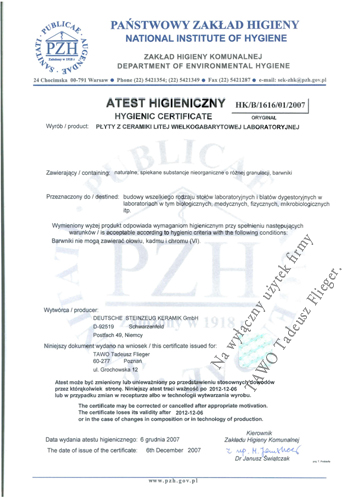 SANITATI PUBLICAE AUGENDAE
PZH
Założony w 1918 r.
PAŃSTWOWY ZAKŁAD HIGIENY
NATIONAL INSTITUTE OF HYGIENE
ZAKŁAD HIGIENY KOMUNALNEJ
DEPARTMENT OF ENVIRONMENTAL HYGIENE
24 Chocimska 00-791 Warsaw ● Phone (22) 5421354; (22) 5421349 ● Fax (22) 5421287 ● e-mail: sek-zhk@pzh.gov.pl
ATEST HIGIENICZNY HK/B/1616/01/2007
HYGIENIC CERTIFICATE ORYGINAŁ
Wyrób / product: PŁYTY Z CERAMIKI LITEJ WIELKOGABARYTOWEJ LABORATORYJNEJ
Zawierający / containing: naturalne, spiekane substancje nieorganiczne o różnej granulacji, barwniki
Przeznaczony do / destined: budowy wszelkiego rodzaju stołów laboratoryjnych i blatów dygestoryjnych w
laboratoriach w tym biologicznych, medycznych, fizycznych, mikrobiologicznych
itp.
Wymieniony wyżej produkt odpowiada wymaganiom higienicznym przy spełnieniu następujących
warunków / is acceptable according to hygienic criteria with the following conditions:
Barwniki nie mogą zawierać ołowiu, kadmu i chromu (VI).
Na wyłączny użytek firmy
TAWO Tadeusz Flieger.
Wytwórca / producer:
DEUTSCHE STEINZEUG KERAMIK GmbH
D-92519 Schwarzenfeld
Postfach 49, Niemcy
Niniejszy dokument wydano na wniosek / this certificate issued for:
TAWO Tadeusz Flieger
60-277 Poznań
ul. Grochowska 12
Atest może być zmieniony lub unieważniony po przedstawieniu stosownych dowodów
przez którąkolwiek stronę. Niniejszy atest traci ważność po 2012-12-06
lub w przypadku zmian w recepturze albo w technologii wytwarzania wyrobu.
The certificate may be corrected or cancelled after appropriate motivation.
The certificate loses its validity after 2012-12-06
or in the case of changes in composition or in technology of production.
Data wydania atestu higienicznego: 6 grudnia 2007
The date of issue of the certificate: 6th December 2007
Kierownik
Zakładu Higieny Komunalnej
Dr Janusz Świątczak
www.pzh.gov.pl